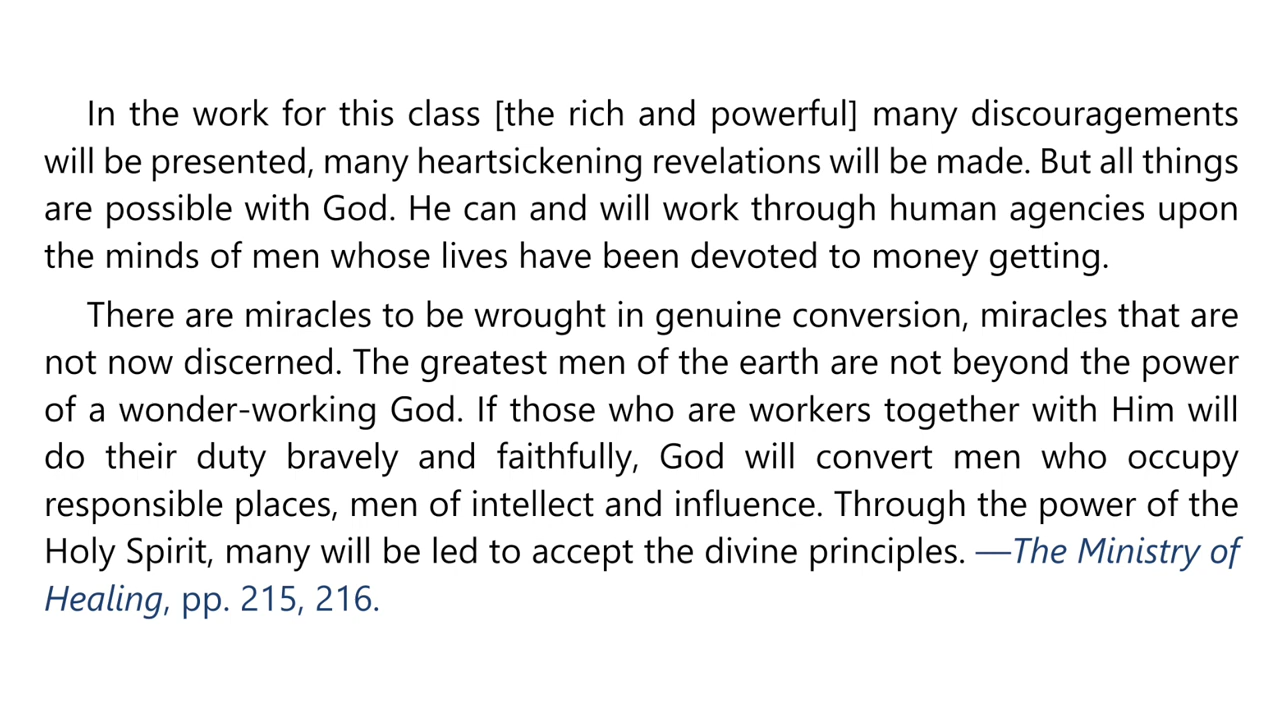 In the work for this class [the rich and powerful] many discouragements
will be presented, many heartsickening revelations will be made. But all things
are possible with God. He can and will work through human agencies upon
the minds of men whose lives have been devoted to money getting.
There are miracles to be wrought in genuine conversion, miracles that are
not now discerned. The greatest men of the earth are not beyond the power
of a wonder-working God. If those who are workers together with Him will
do their duty bravely and faithfully, God will convert men who occupy
responsible places, men of intellect and influence. Through the power of the
Holy Spirit, many will be led to accept the divine principles. —The Ministry of
Healing, pp. 215, 216.